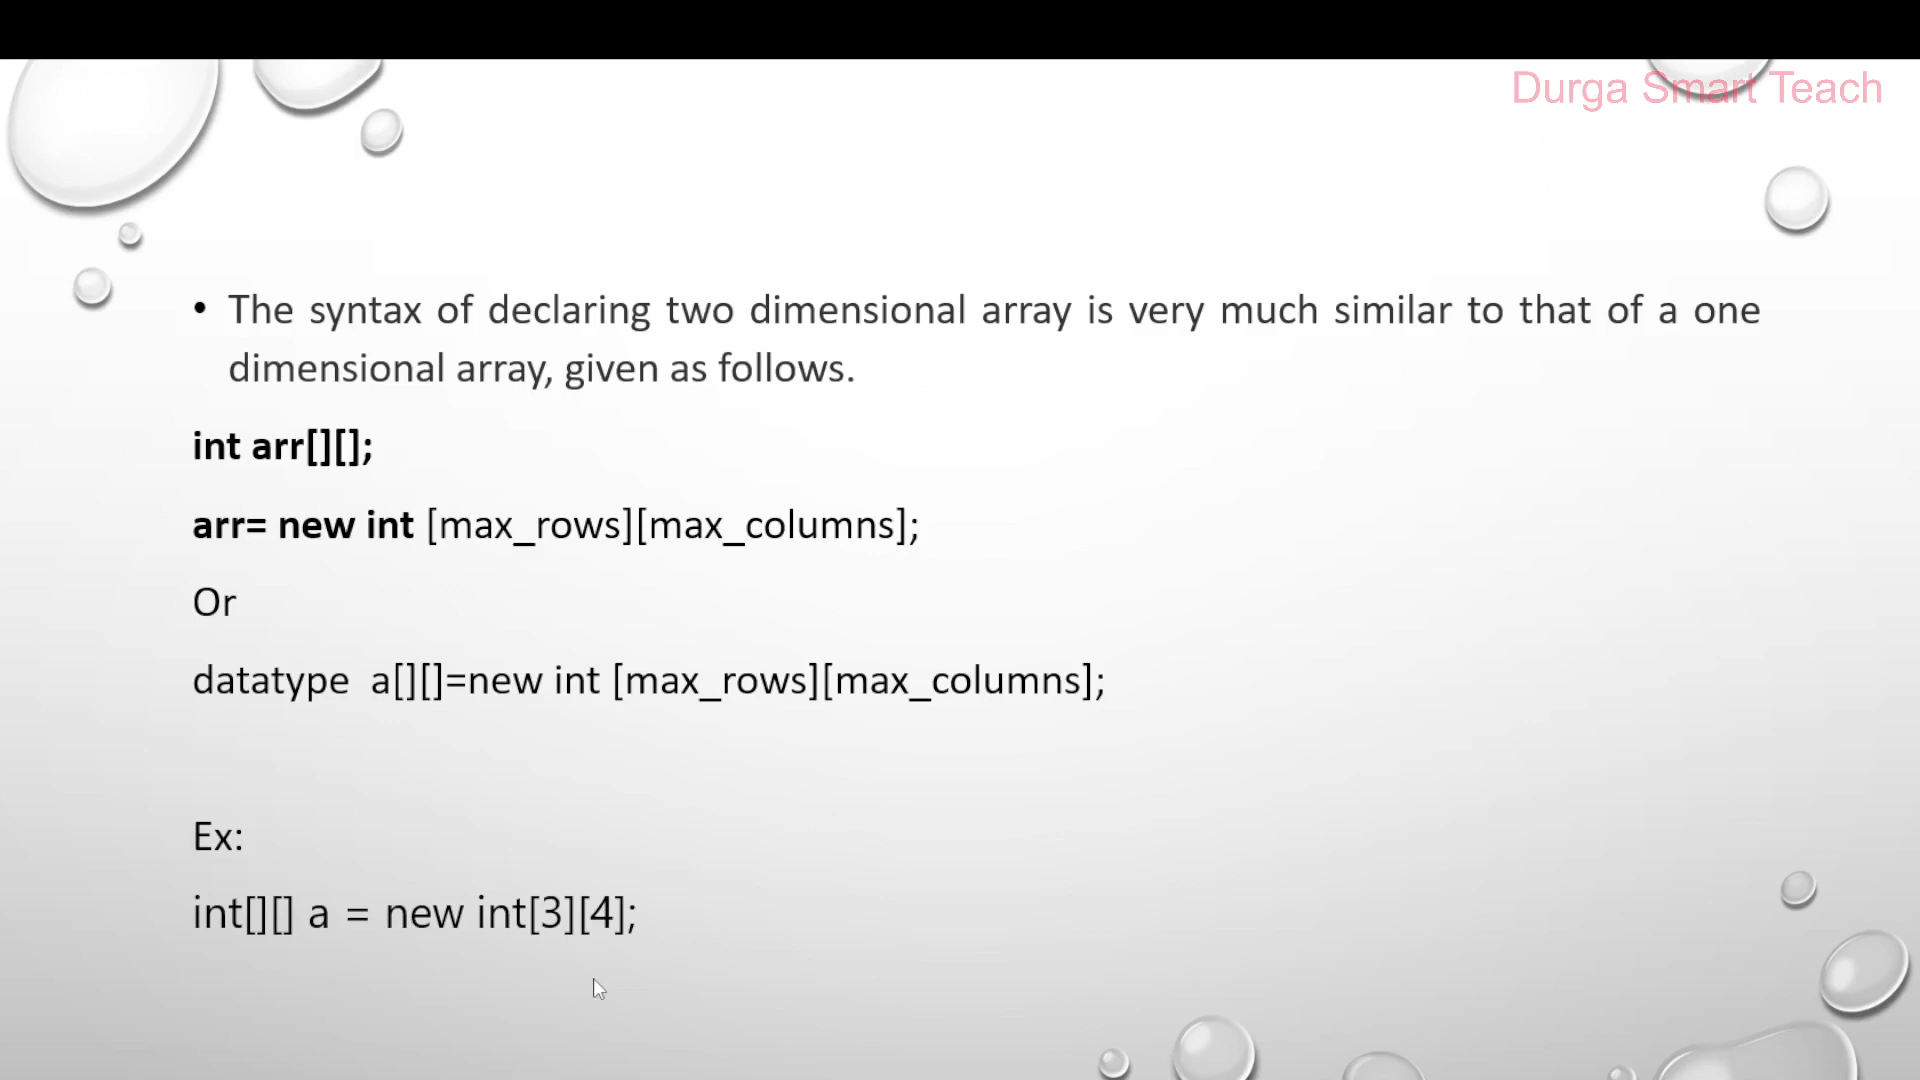 Durga Smart Teach
• The syntax of declaring two dimensional array is very much similar to that of a one
dimensional array, given as follows.
int arr[][];
arr= new int [max_rows][max_columns];
Or
datatype  a[][]=new int [max_rows][max_columns];
Ex:
int[][] a = new int[3][4];